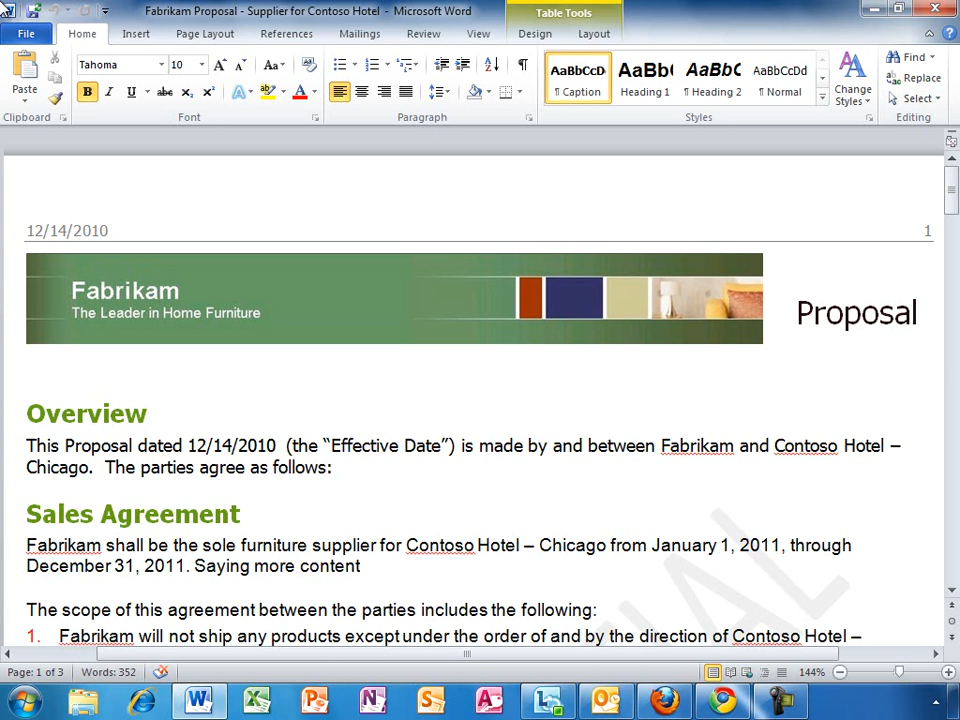 Fabrikam Proposal - Supplier for Contoso Hotel - Microsoft Word
Table Tools
File Home Insert Page Layout References Mailings Review View Design Layout
Tahoma 10
Paste
Clipboard
Font
Paragraph
AaBbCcD AaBb( AaBbC AaBbCcDd
¶ Caption Heading 1 ¶ Heading 2 ¶ Normal
Change Styles
Styles
Find
Replace
Select
Editing
12/14/2010 1
Fabrikam
The Leader in Home Furniture
Proposal
Overview
This Proposal dated 12/14/2010 (the “Effective Date”) is made by and between Fabrikam and Contoso Hotel –
Chicago. The parties agree as follows:
Sales Agreement
Fabrikam shall be the sole furniture supplier for Contoso Hotel – Chicago from January 1, 2011, through
December 31, 2011. Saying more content
The scope of this agreement between the parties includes the following:
1. Fabrikam will not ship any products except under the order of and by the direction of Contoso Hotel –
Page: 1 of 3 Words: 352 144%